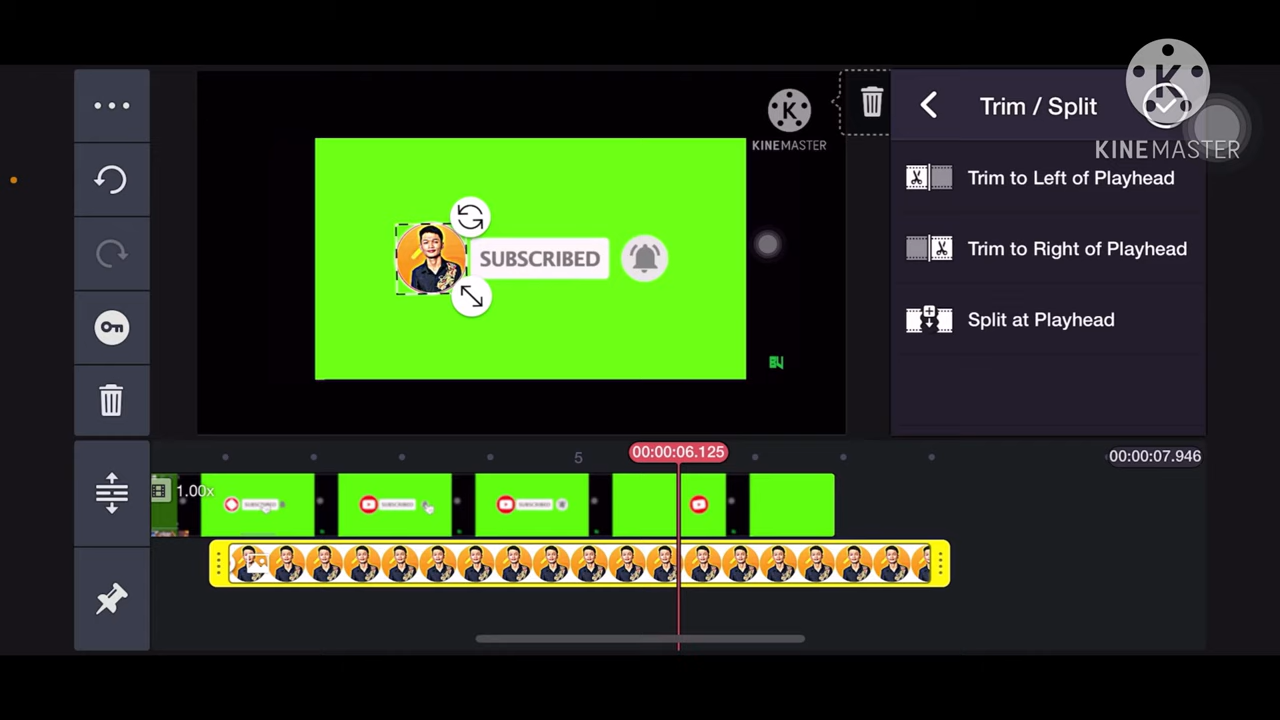 Trim / Split
KINEMASTER
KINEMASTER
Trim to Left of Playhead
Trim to Right of Playhead
Split at Playhead
SUBSCRIBED
00:00:06.125
5
00:00:07.946
1.00x